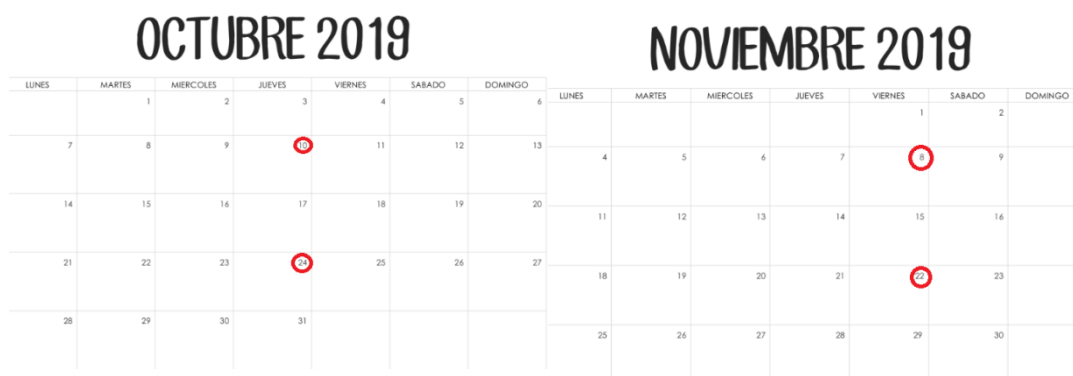 OCTUBRE 2019
LUNES MARTES MIERCOLES JUEVES VIERNES SABADO DOMINGO
1 2 3 4 5 6
7 8 9 10 11 12 13
14 15 16 17 18 19 20
21 22 23 24 25 26 27
28 29 30 31
NOVIEMBRE 2019
LUNES MARTES MIERCOLES JUEVES VIERNES SABADO DOMINGO
1 2
4 5 6 7 8 9
11 12 13 14 15 16
18 19 20 21 22 23
25 26 27 28 29 30